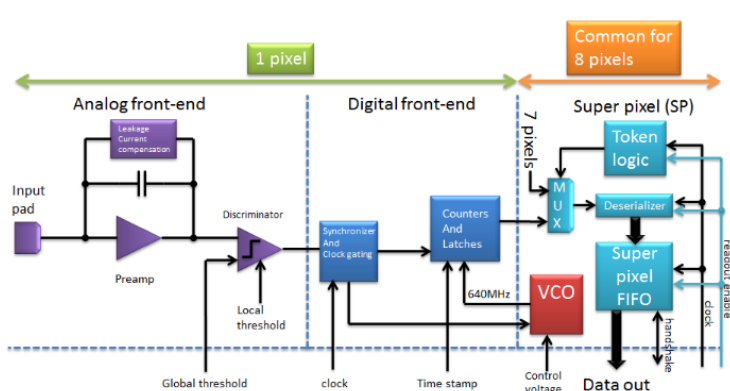 1 pixel
Common for
8 pixels
Analog front-end
Digital front-end
Super pixel (SP)
Leakage
Current
compensation
7 pixels
Token
logic
Input
pad
M
U
X
Deserializer
Discriminator
Synchronizer
And
Clock gating
Counters
And
Latches
Preamp
Super
pixel
FIFO
readout enable
640MHz
VCO
clock
Local
threshold
handshake
Global threshold
clock
Time stamp
Control
voltage
Data out